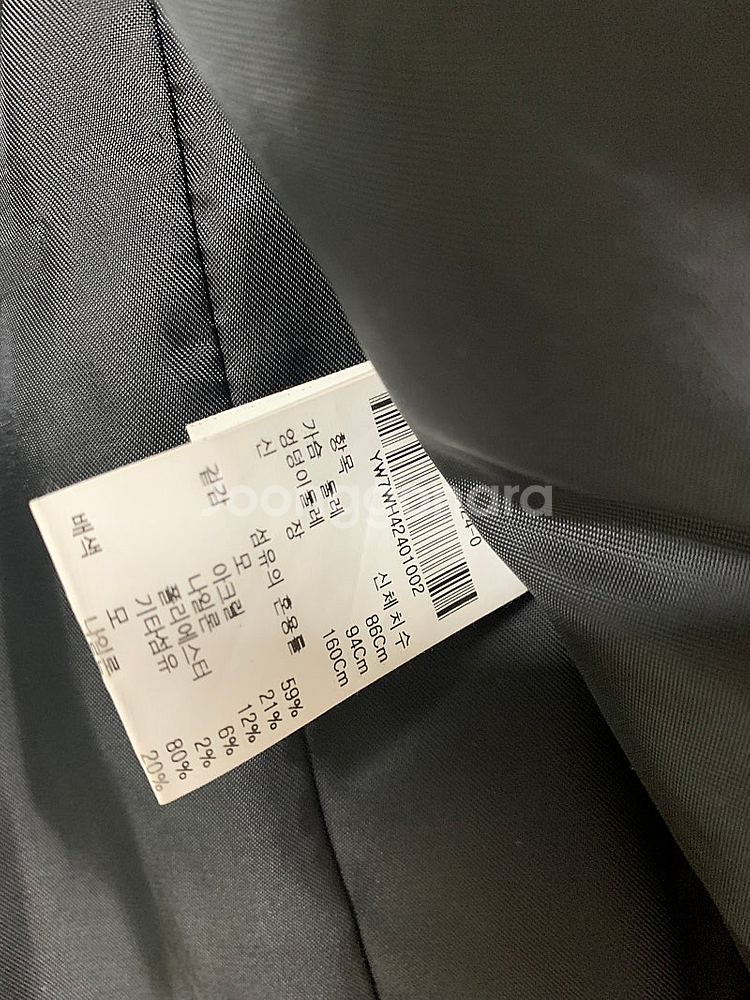 4-0
YW7WH42401002
항목 신체치수
가슴둘레 86Cm
엉덩이둘레 94Cm
신장 160Cm
섬유의 혼용률
겉감 모 59%
아크릴 21%
나일론 12%
폴리에스터 6%
기타섬유 2%
배색 모 80%
나일론 20%
Joonggonara